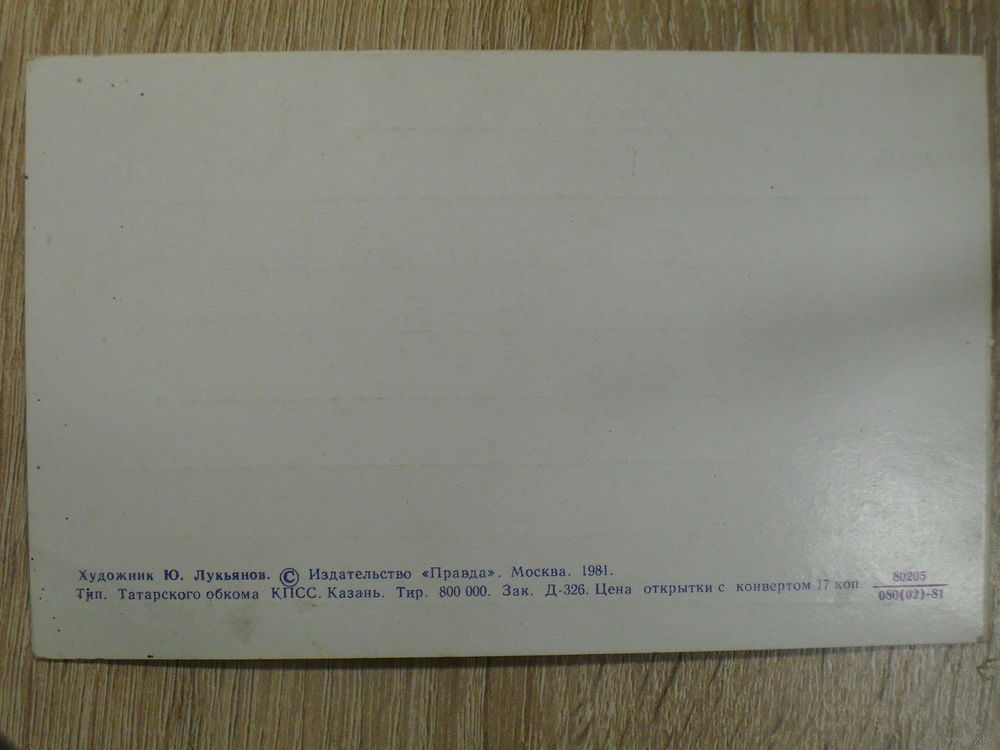 Художник Ю. Лукьянов. © Издательство «Правда». Москва. 1981.
Тип. Татарского обкома КПСС. Казань. Тир. 800 000. Зак. Д-326. Цена открытки с конвертом 17 коп.
80205
080(02)-81